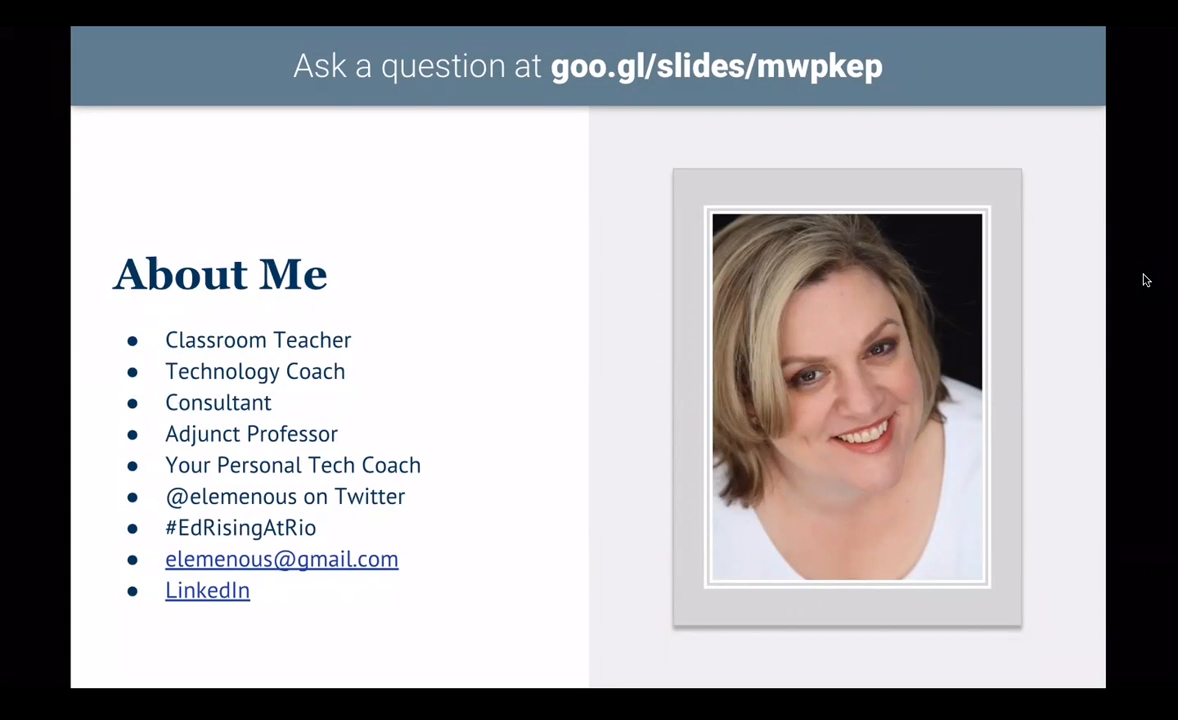 Ask a question at goo.gl/slides/mwpkep
About Me
● Classroom Teacher
● Technology Coach
● Consultant
● Adjunct Professor
● Your Personal Tech Coach
● @elemenous on Twitter
● #EdRisingAtRio
● elemenous@gmail.com
● LinkedIn